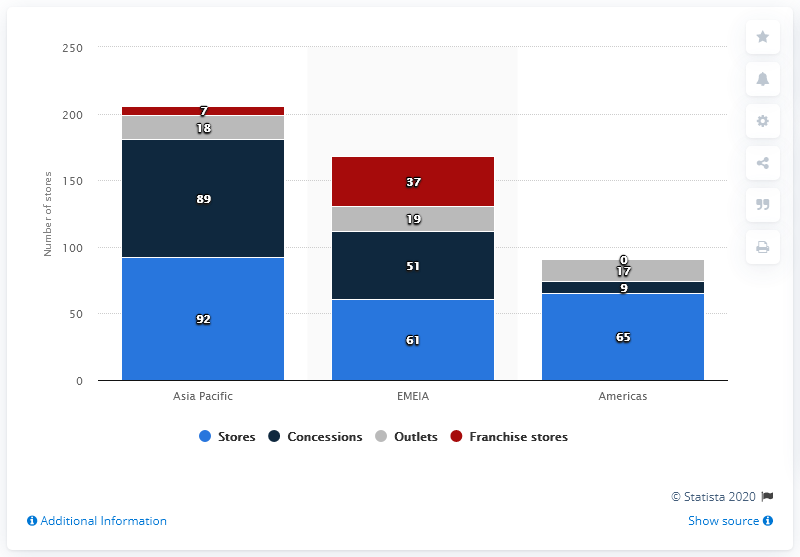 250
200
150
100
50
0
Number of stores
7
18
89
92
37
19
51
61
0
17
9
65
Asia Pacific
EMEIA
Americas
Stores
Concessions
Outlets
Franchise stores
© Statista 2020
Additional Information
Show source